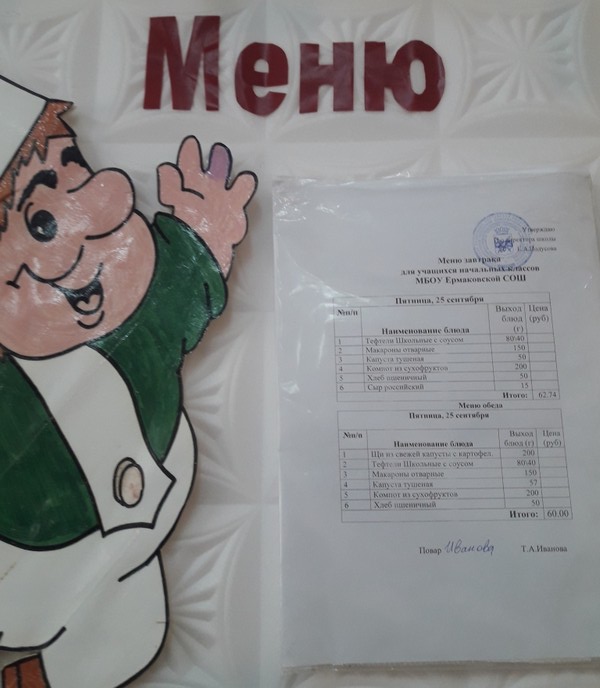 Меню
Утверждаю
директора школы
Меню завтрака
для учащихся начальных классов
МБОУ Ермаковской СОШ
Пятница, 25 сентября
№п/п Наименование блюда Выход блюд (г) Цена (руб)
1 Тефтели Школьные с соусом 80\40
2 Макароны отварные 150
3 Капуста тушеная 50
4 Компот из сухофруктов 200
5 Хлеб пшеничный 50
6 Сыр российский 15
Итого: 62.74
Меню обеда
Пятница, 25 сентября
№п/п Наименование блюда Выход блюд (г) Цена (руб)
1 Щи из свежей капусты с картофел. 200
2 Тефтели Школьные с соусом 80\40
3 Макароны отварные 150
4 Капуста тушеная 57
5 Компот из сухофруктов 200
6 Хлеб пшеничный 50
Итого: 60.00
Повар Иванова Т.А.Иванова